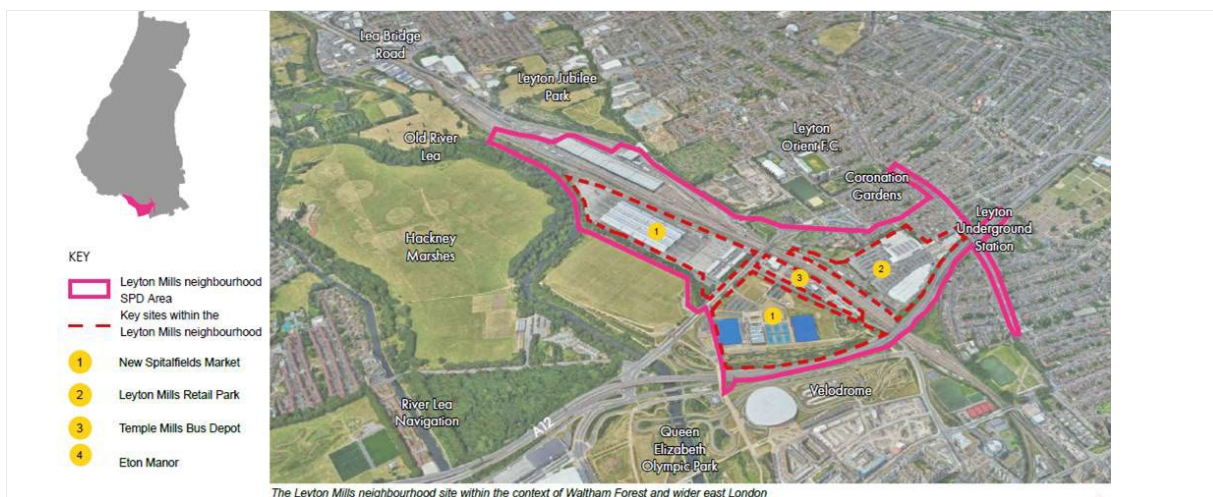 KEY
Leyton Mills neighbourhood
SPD Area
Key sites within the
Leyton Mills neighbourhood
1 New Spitalfields Market
2 Leyton Mills Retail Park
3 Temple Mills Bus Depot
4 Eton Manor
Lea Bridge
Road
Leyton Jubilee
Park
Old River
Lea
Leyton
Orient F.C.
Coronation
Gardens
Leyton
Underground
Station
Hackney
Marshes
1
2
3
1
Velodrome
River Lea
Navigation
A12
Queen
Elizabeth
Olympic Park
The Leyton Mills neighbourhood site within the context of Waltham Forest and wider east London